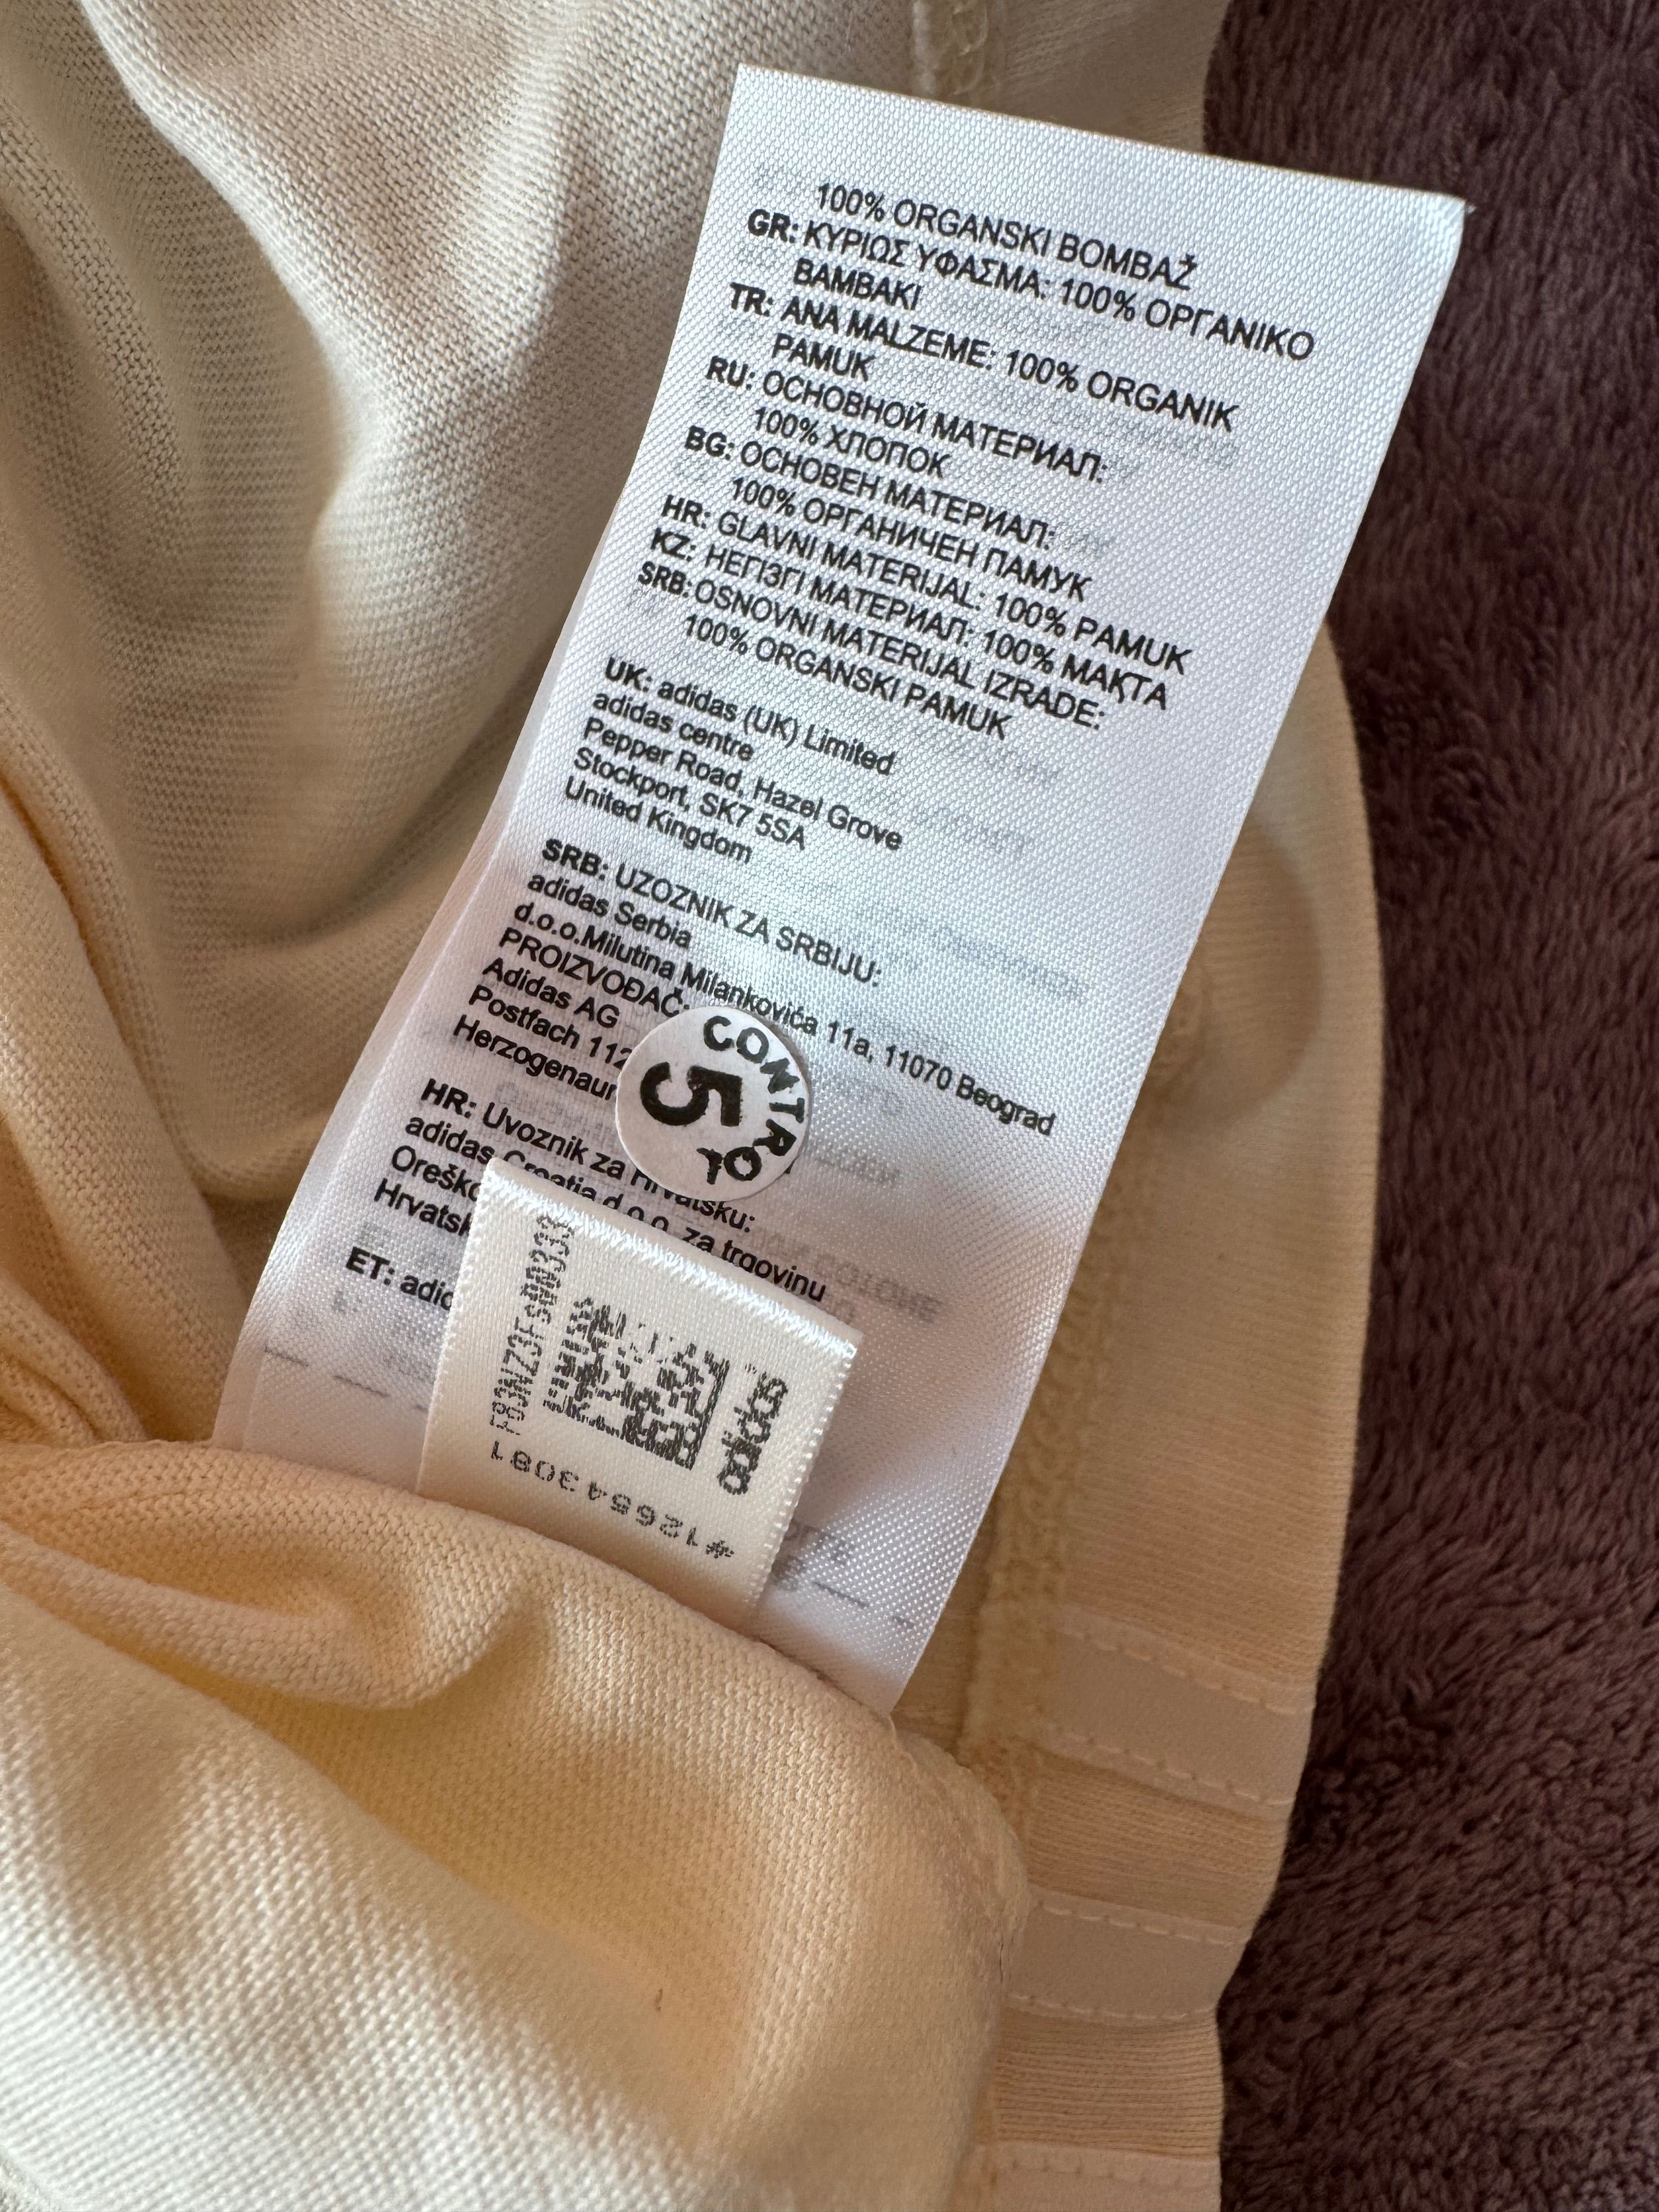 100% ORGANSKI BOMBAŽ
GR: ΚΥΡΙΩΣ ΥΦΑΣΜΑ: 100% ΟΡΓΑΝΙΚΟ
ΒΑΜΒΑΚΙ
TR: ANA MALZEME: 100% ORGANIK
PAMUK
RU: ОСНОВНОЙ МАТЕРИАЛ:
100% ХЛОПОК
BG: ОСНОВЕН МАТЕРИАЛ:
100% ОРГАНИЧЕН ПАМУК
HR: GLAVNI MATERIJAL: 100% PAMUK
KZ: НЕГІЗГІ МАТЕРИАЛ: 100% МАҚТА
SRB: OSNOVNI MATERIJAL IZRADE:
100% ORGANSKI PAMUK
UK: adidas (UK) Limited
adidas centre
Pepper Road, Hazel Grove
Stockport, SK7 5SA
United Kingdom
SRB: UZOZNIK ZA SRBIJU:
adidas Serbia
d.o.o.Milutina Milankovića 11a, 11070 Beograd
PROIZVOĐAČ:
Adidas AG
Postfach 112
Herzogenaur
HR: Uvoznik za Hrvatsku:
adidas Croatia d.o.o. za trgovinu
Oreško
Hrvatsk
ET: adid
CONTROL
5
*126543081